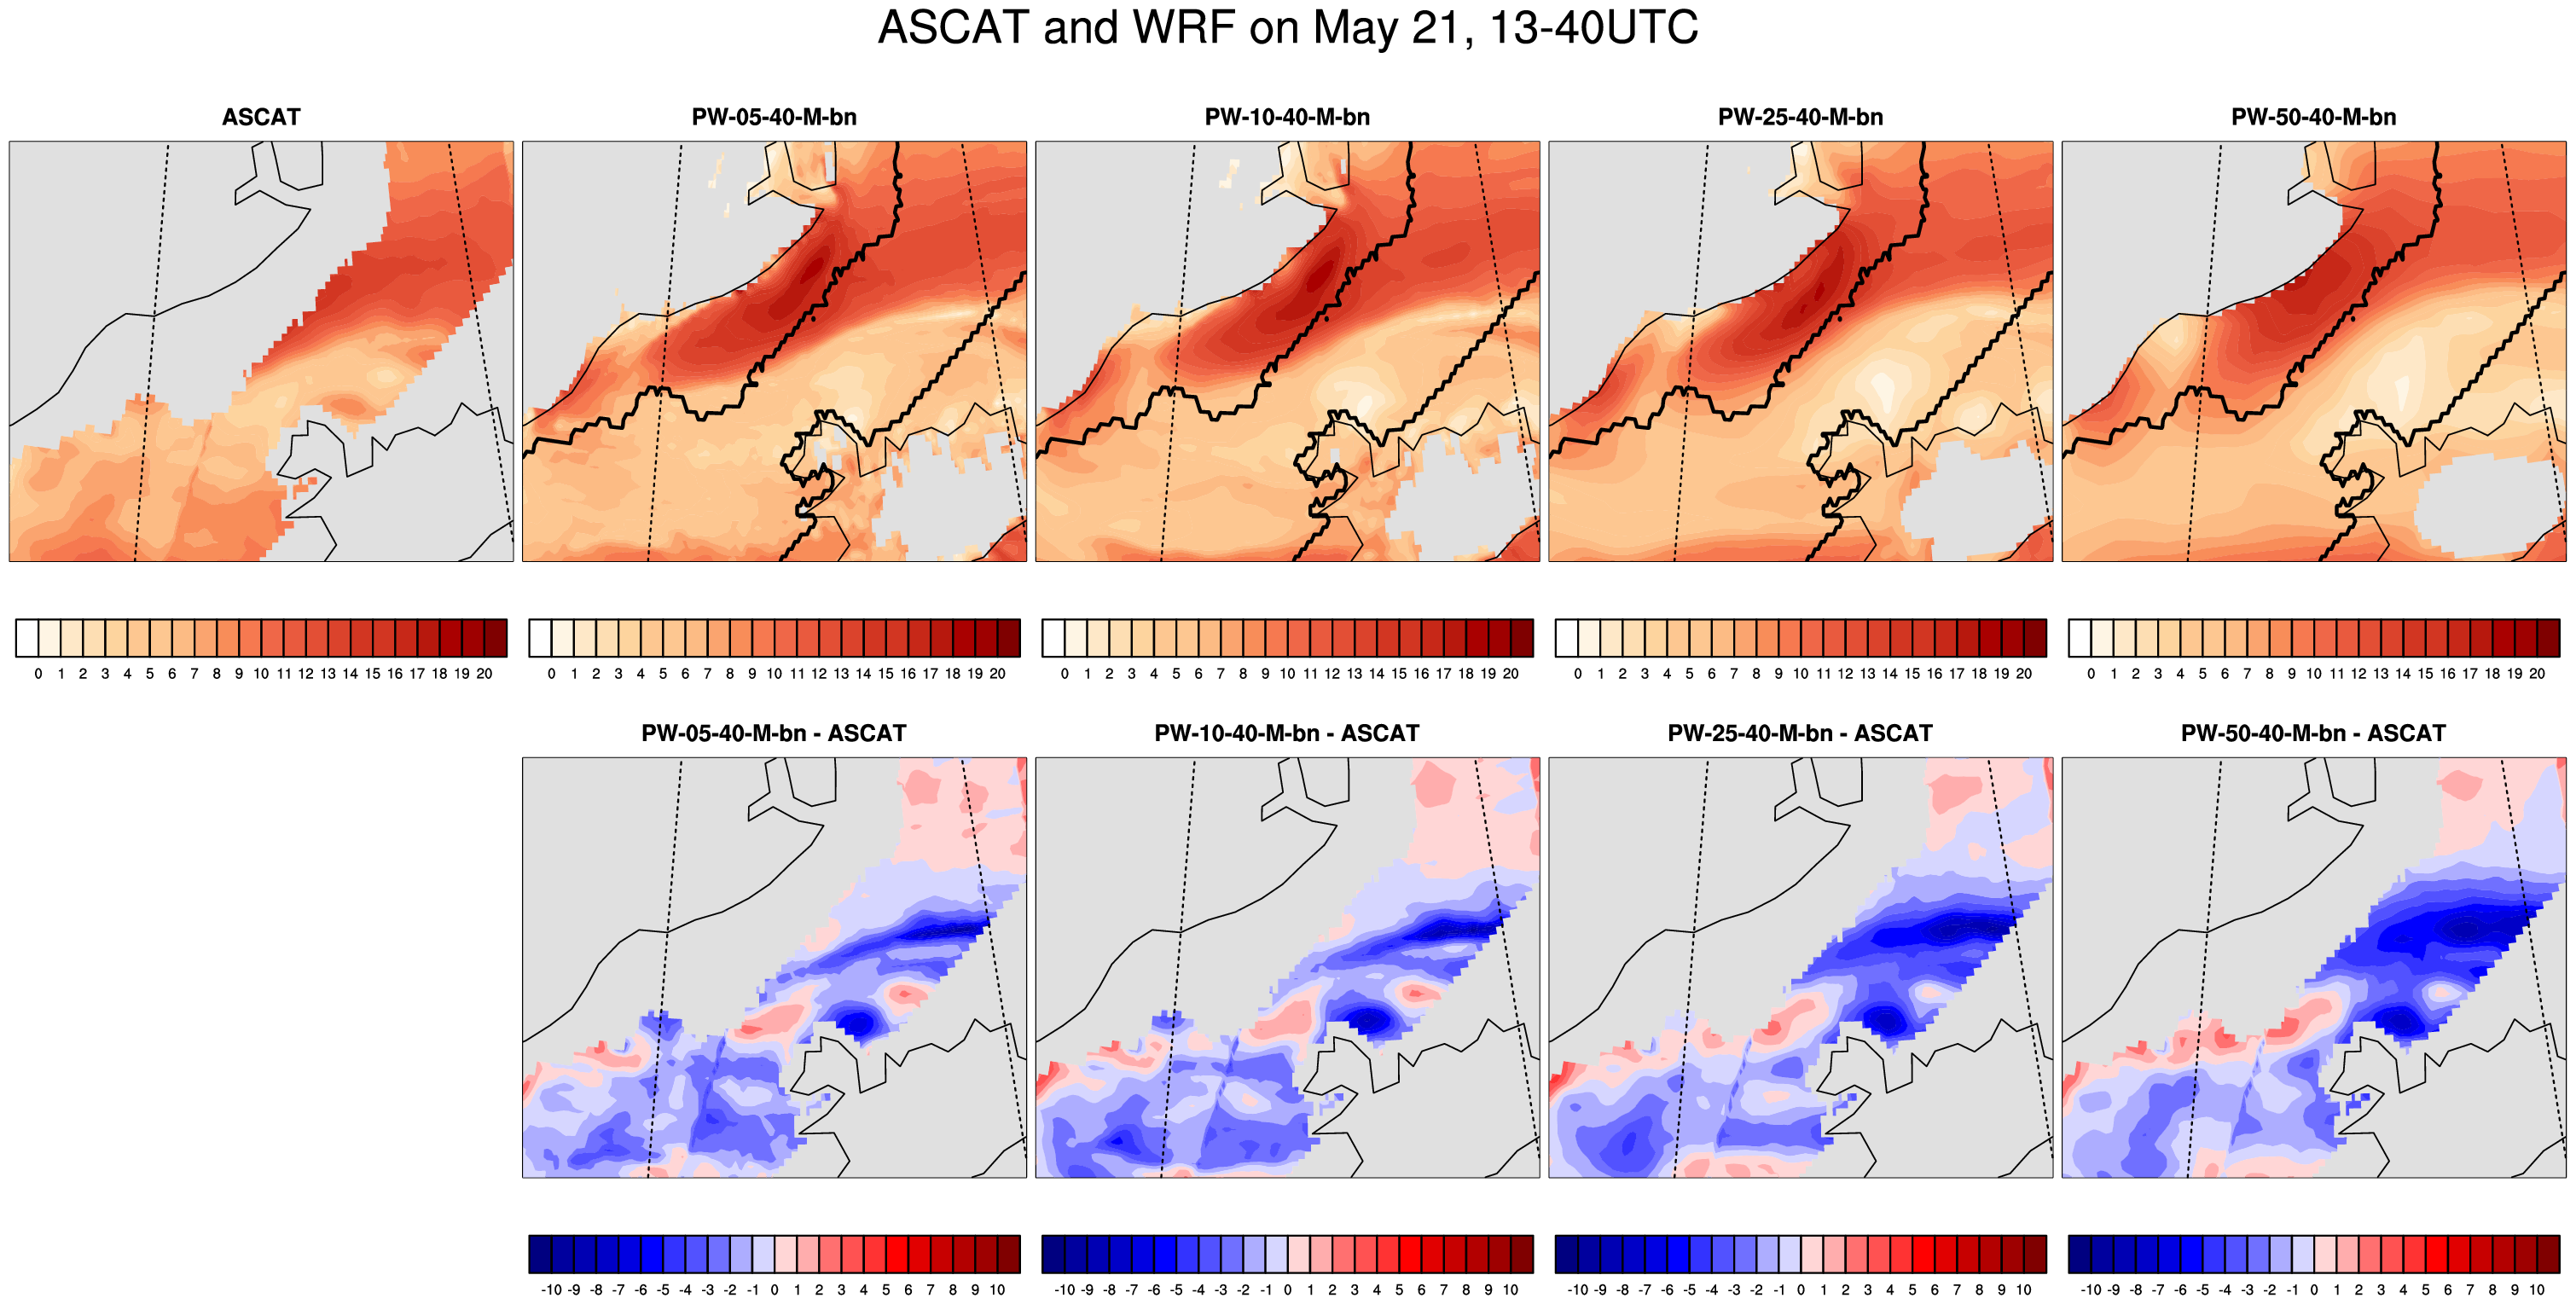 ASCAT and WRF on May 21, 13-40UTC
ASCAT
PW-05-40-M-bn
PW-10-40-M-bn
PW-25-40-M-bn
PW-50-40-M-bn
0 1 2 3 4 5 6 7 8 9 10 11 12 13 14 15 16 17 18 19 20
0 1 2 3 4 5 6 7 8 9 10 11 12 13 14 15 16 17 18 19 20
0 1 2 3 4 5 6 7 8 9 10 11 12 13 14 15 16 17 18 19 20
0 1 2 3 4 5 6 7 8 9 10 11 12 13 14 15 16 17 18 19 20
0 1 2 3 4 5 6 7 8 9 10 11 12 13 14 15 16 17 18 19 20
PW-05-40-M-bn - ASCAT
PW-10-40-M-bn - ASCAT
PW-25-40-M-bn - ASCAT
PW-50-40-M-bn - ASCAT
-10 -9 -8 -7 -6 -5 -4 -3 -2 -1 0 1 2 3 4 5 6 7 8 9 10
-10 -9 -8 -7 -6 -5 -4 -3 -2 -1 0 1 2 3 4 5 6 7 8 9 10
-10 -9 -8 -7 -6 -5 -4 -3 -2 -1 0 1 2 3 4 5 6 7 8 9 10
-10 -9 -8 -7 -6 -5 -4 -3 -2 -1 0 1 2 3 4 5 6 7 8 9 10